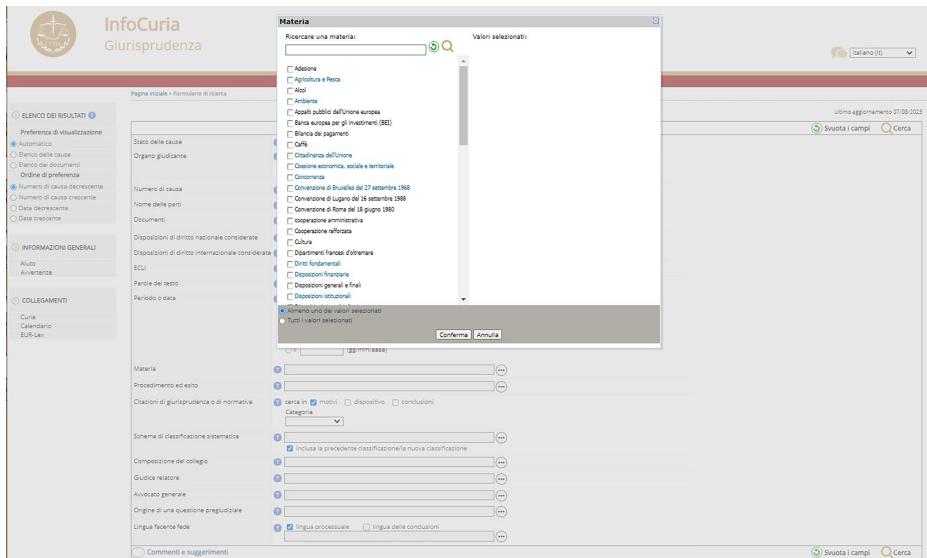 InfoCuria
Giurisprudenza
Italiano (it)
Pagina iniziale > Formulario di ricerca
ultimo aggiornamento 07/08/2025
Svuota i campi
Cerca
ELENCO DEI RISULTATI
Preferenza di visualizzazione
Automatico
Elenco delle cause
Elenco dei documenti
Ordine di preferenza
Numero di causa decrescente
Numero di causa crescente
Data decrescente
Data crescente
INFORMAZIONI GENERALI
Aiuto
Avvertenze
COLLEGAMENTI
Curia
Calendario
EUR-Lex
Stato delle cause
Organo giudicante
Numero di causa
Nome delle parti
Documenti
Disposizioni di diritto nazionale considerate
Disposizioni di diritto internazionale considerate
ECLI
Parole del testo
Periodo o data
Materia
Ricercare una materia:
Valori selezionati:
Adesione
Agricoltura e Pesca
Alcol
Ambiente
Appalti pubblici dell'Unione europea
Banca europea per gli investimenti (BEI)
Bilancia dei pagamenti
Caffè
Cittadinanza dell'Unione
Coesione economica, sociale e territoriale
Concorrenza
Convenzione di Bruxelles del 27 settembre 1968
Convenzione di Lugano del 16 settembre 1988
Convenzione di Roma del 18 giugno 1980
cooperazione amministrativa
Cooperazione rafforzata
Cultura
Dipartimenti francesi d'oltremare
Diritti fondamentali
Disposizioni finanziarie
Disposizioni generali e finali
Disposizioni istituzionali
Almeno uno dei valori selezionati
Tutti i valori selezionati
Conferma
Annulla
(gg/mm/aaaa)
Materia
Procedimento ed esito
Citazioni di giurisprudenza o di normativa
cerca in motivi dispositivo conclusioni
Categoria
Schema di classificazione sistematica
Inclusa la precedente classificazione/la nuova classificazione
Composizione del collegio
Giudice relatore
Avvocato generale
Origine di una questione pregiudiziale
Lingua facente fede
lingua processuale lingua delle conclusioni
Commenti e suggerimenti
Svuota i campi
Cerca